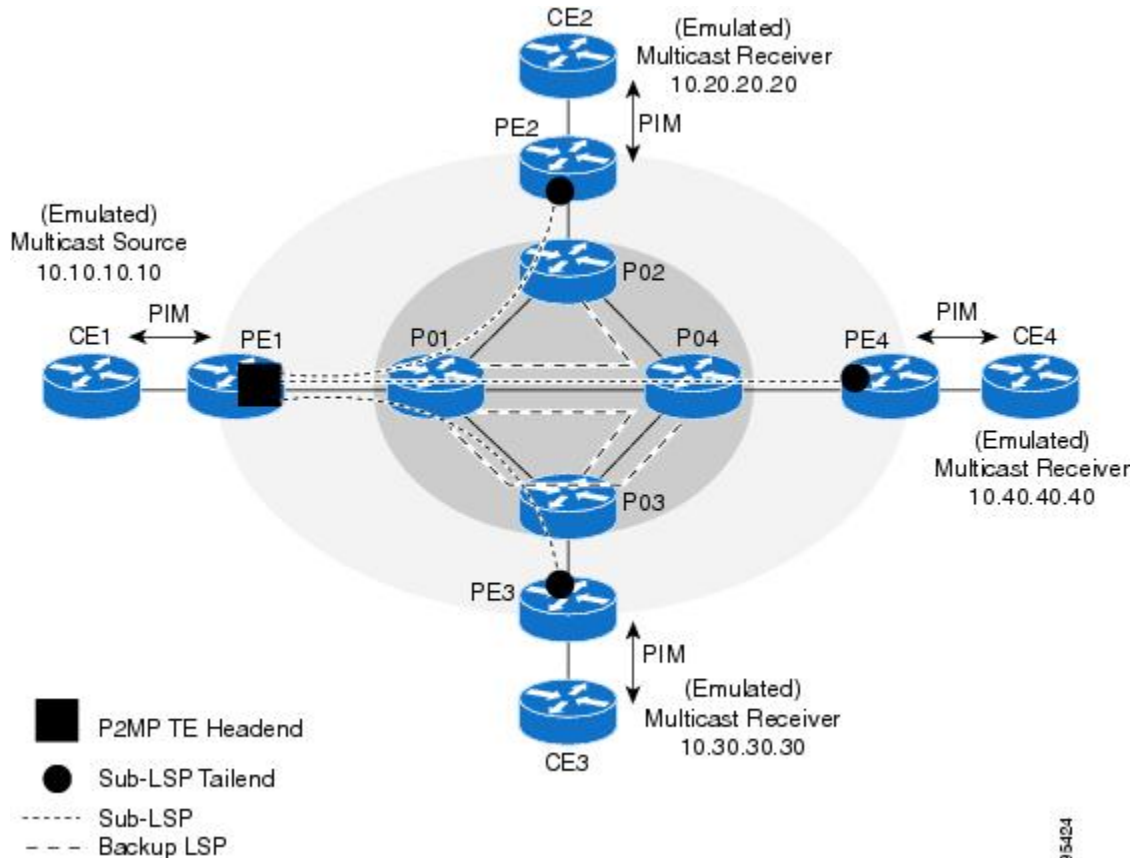 CE2
(Emulated)
Multicast Receiver
10.20.20.20
PIM
PE2
(Emulated)
Multicast Source
10.10.10.10
P02
PIM
CE1
PE1
P01
P04
PE4
PIM
CE4
(Emulated)
Multicast Receiver
10.40.40.40
P03
PE3
PIM
(Emulated)
Multicast Receiver
10.30.30.30
CE3
P2MP TE Headend
Sub-LSP Tailend
Sub-LSP
Backup LSP